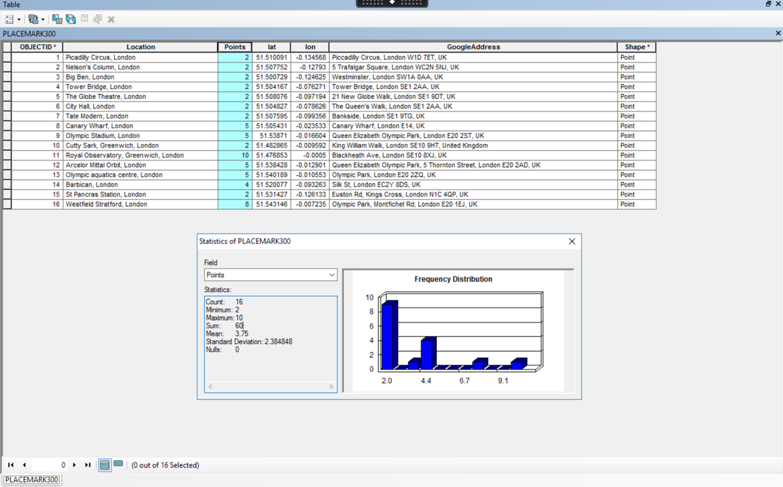 Table
PLACEMARK300
OBJECTID * Location Points lat lon GoogleAddress Shape *
1 Picadilly Circus, London 2 51.510091 -0.134568 Piccadilly Circus, London W1D 7ET, UK Point
2 Nelson's Column, London 2 51.507752 -0.12793 5 Trafalgar Square, London WC2N 5NJ, UK Point
3 Big Ben, London 2 51.500729 -0.124625 Westminster, London SW1A 0AA, UK Point
4 Tower Bridge, London 2 51.504167 -0.076271 Tower Bridge, London SE1 2AA, UK Point
5 The Globe Theatre, London 2 51.508076 -0.097194 21 New Globe Walk, London SE1 9DT, UK Point
6 City Hall, London 2 51.504827 -0.078626 The Queen's Walk, London SE1 2AA, UK Point
7 Tate Modern, London 2 51.507595 -0.099356 Bankside, London SE1 9TG, UK Point
8 Canary Wharf, London 5 51.505431 -0.023533 Canary Wharf, London E14, UK Point
9 Olympic Stadium, London 5 51.53871 -0.016604 Queen Elizabeth Olympic Park, London E20 2ST, UK Point
10 Cutty Sark, Greenwich, London 2 51.482865 -0.009592 King William Walk, London SE10 9HT, United Kingdom Point
11 Royal Observatory, Greenwich, London 10 51.476853 -0.0005 Blackheath Ave, London SE10 8XJ, UK Point
12 Arcelor Mittal Orbit, London 5 51.538428 -0.012901 Queen Elizabeth Olympic Park, 5 Thornton Street, London E20 2AD, UK Point
13 Olympic aquatics centre, London 5 51.540189 -0.010553 Olympic Park, London E20 2ZQ, UK Point
14 Barbican, London 4 51.520077 -0.093263 Silk St, London EC2Y 8DS, UK Point
15 St Pancras Station, London 2 51.531427 -0.126133 Euston Rd, Kings Cross, London N1C 4QP, UK Point
16 Westfield Stratford, London 8 51.543146 -0.007235 Olympic Park, Montfichet Rd, London E20 1EJ, UK Point
Statistics of PLACEMARK300
Field
Points
Statistics:
Count: 16
Minimum: 2
Maximum: 10
Sum: 60
Mean: 3.75
Standard Deviation: 2.384848
Nulls: 0
Frequency Distribution
10
8
6
4
2
0
2.0 4.4 6.7 9.1
0 (0 out of 16 Selected)
PLACEMARK300